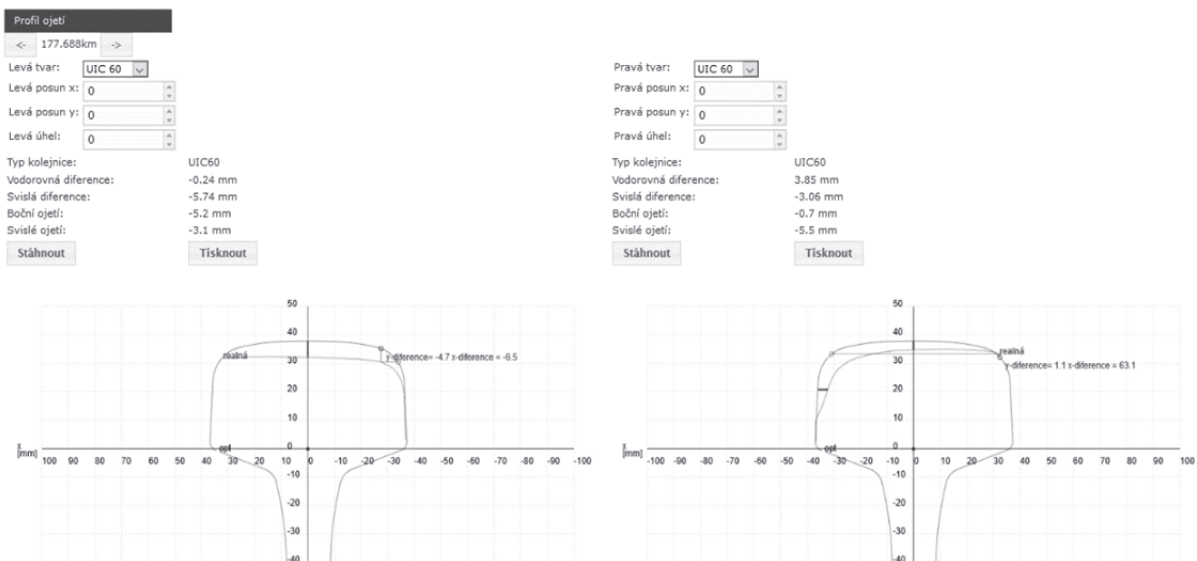 Profil ojetí
<- 177.688km ->
Levá tvar: UIC 60
Levá posun x: 0
Levá posun y: 0
Levá úhel: 0
Typ kolejnice: UIC60
Vodorovná diference: -0.24 mm
Svislá diference: -5.74 mm
Boční ojetí: -5.2 mm
Svislé ojetí: -3.1 mm
Stáhnout Tisknout
50
40
realná y-diference= -4.7 x-diference = -6.5
30
20
10
0
opt
x
[mm] 100 90 80 70 60 50 40 30 20 10 0 -10 -20 -30 -40 -50 -60 -70 -80 -90 -100
-10
-20
-30
-40
Pravá tvar: UIC 60
Pravá posun x: 0
Pravá posun y: 0
Pravá úhel: 0
Typ kolejnice: UIC60
Vodorovná diference: 3.85 mm
Svislá diference: -3.06 mm
Boční ojetí: -0.7 mm
Svislé ojetí: -5.5 mm
Stáhnout Tisknout
50
40
realná
30
y-diference= 1.1 x-diference = 63.1
20
10
0
opt
x
[mm] -100 -90 -80 -70 -60 -50 -40 -30 -20 -10 0 10 20 30 40 50 60 70 80 90 100
-10
-20
-30
-40